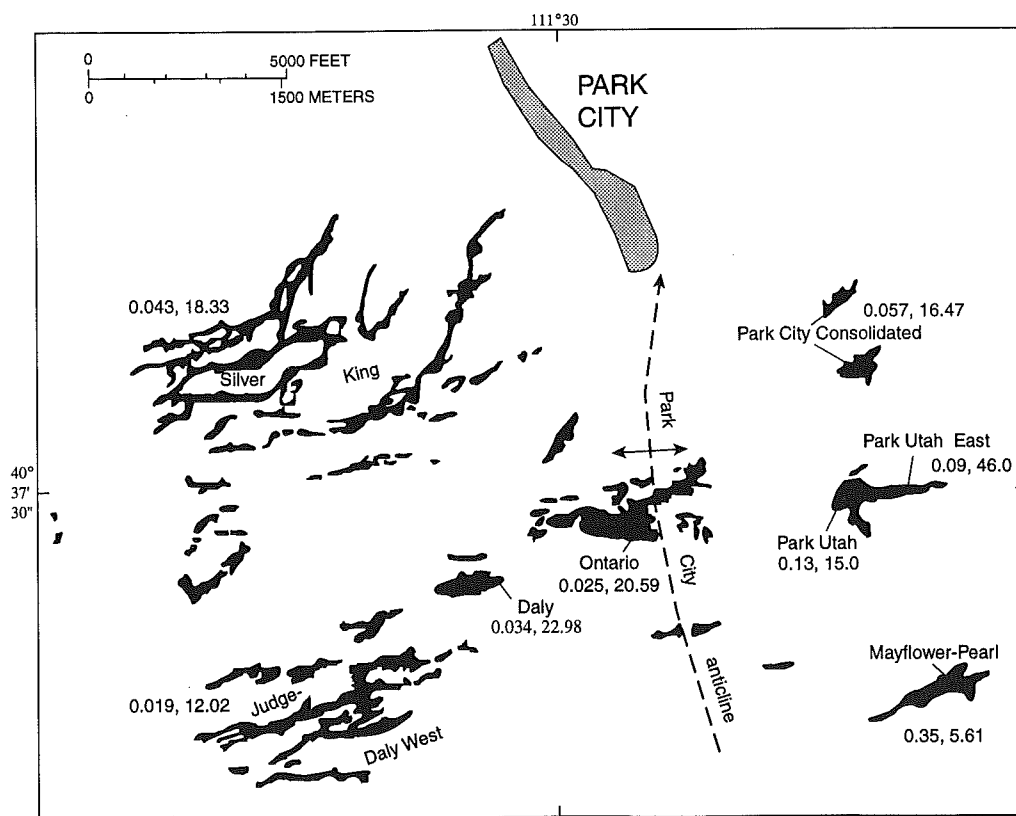 111°30
0 5000 FEET
0 1500 METERS
PARK
CITY
0.043, 18.33
0.057, 16.47
Park City Consolidated
Silver King
Park
Park Utah East
0.09, 46.0
40°
37'
30"
Park Utah
0.13, 15.0
Ontario
0.025, 20.59
City
Daly
0.034, 22.98
Mayflower-Pearl
0.35, 5.61
anticline
0.019, 12.02
Judge-
Daly West